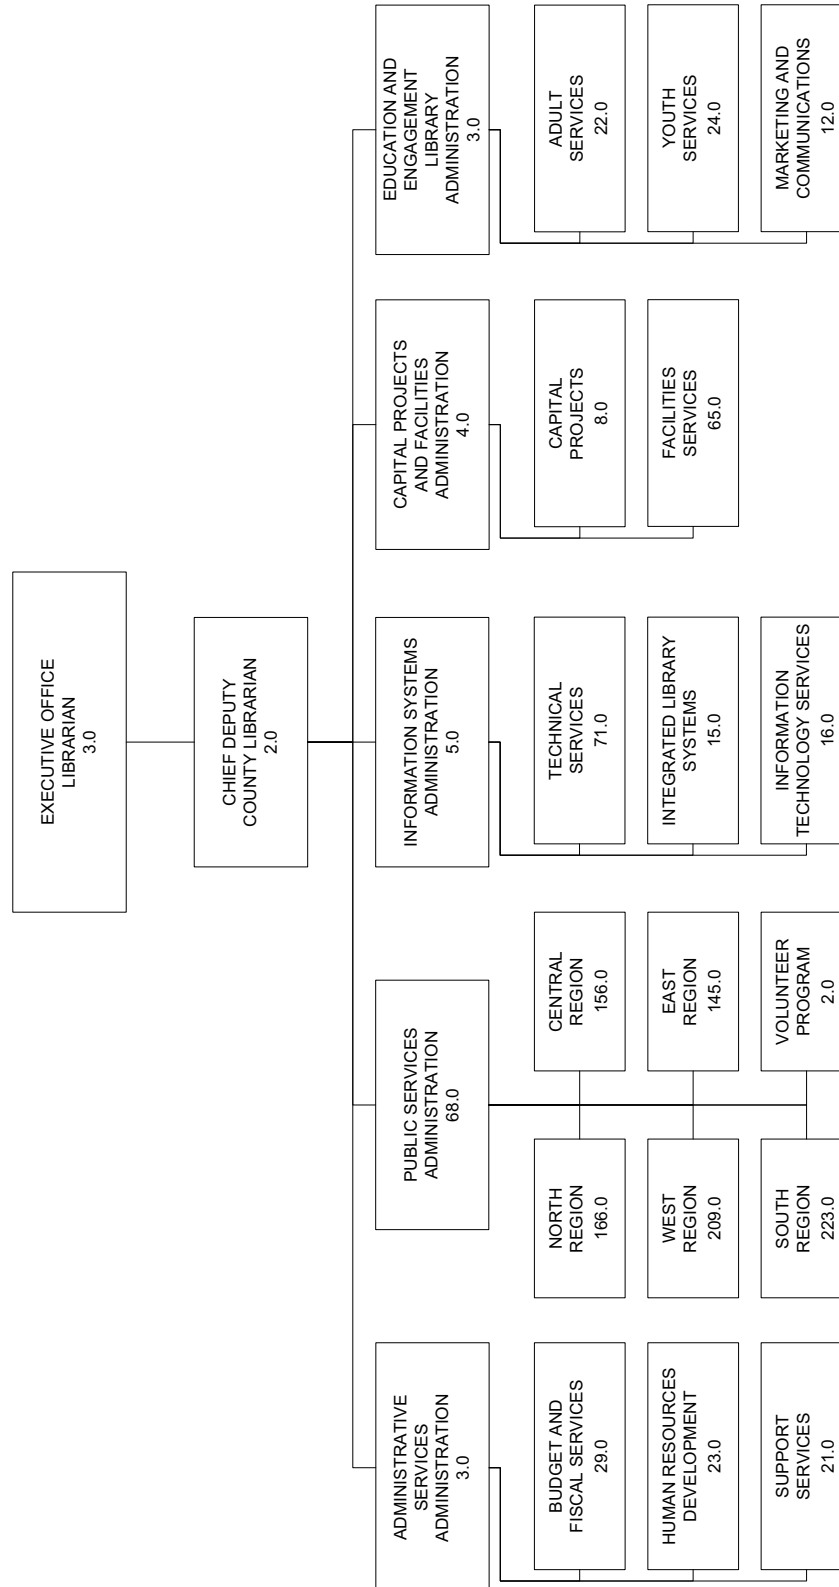 EXECUTIVE OFFICE
LIBRARIAN
3.0
CHIEF DEPUTY
COUNTY LIBRARIAN
2.0
ADMINISTRATIVE
SERVICES
ADMINISTRATION
3.0
PUBLIC SERVICES
ADMINISTRATION
68.0
INFORMATION SYSTEMS
ADMINISTRATION
5.0
CAPITAL PROJECTS
AND FACILITIES
ADMINISTRATION
4.0
EDUCATION AND
ENGAGEMENT
LIBRARY
ADMINISTRATION
3.0
BUDGET AND
FISCAL SERVICES
29.0
NORTH
REGION
166.0
CENTRAL
REGION
156.0
TECHNICAL
SERVICES
71.0
CAPITAL
PROJECTS
8.0
ADULT
SERVICES
22.0
HUMAN RESOURCES
DEVELOPMENT
23.0
WEST
REGION
209.0
EAST
REGION
145.0
INTEGRATED LIBRARY
SYSTEMS
15.0
FACILITIES
SERVICES
65.0
YOUTH
SERVICES
24.0
SUPPORT
SERVICES
21.0
SOUTH
REGION
223.0
VOLUNTEER
PROGRAM
2.0
INFORMATION
TECHNOLOGY SERVICES
16.0
MARKETING AND
COMMUNICATIONS
12.0